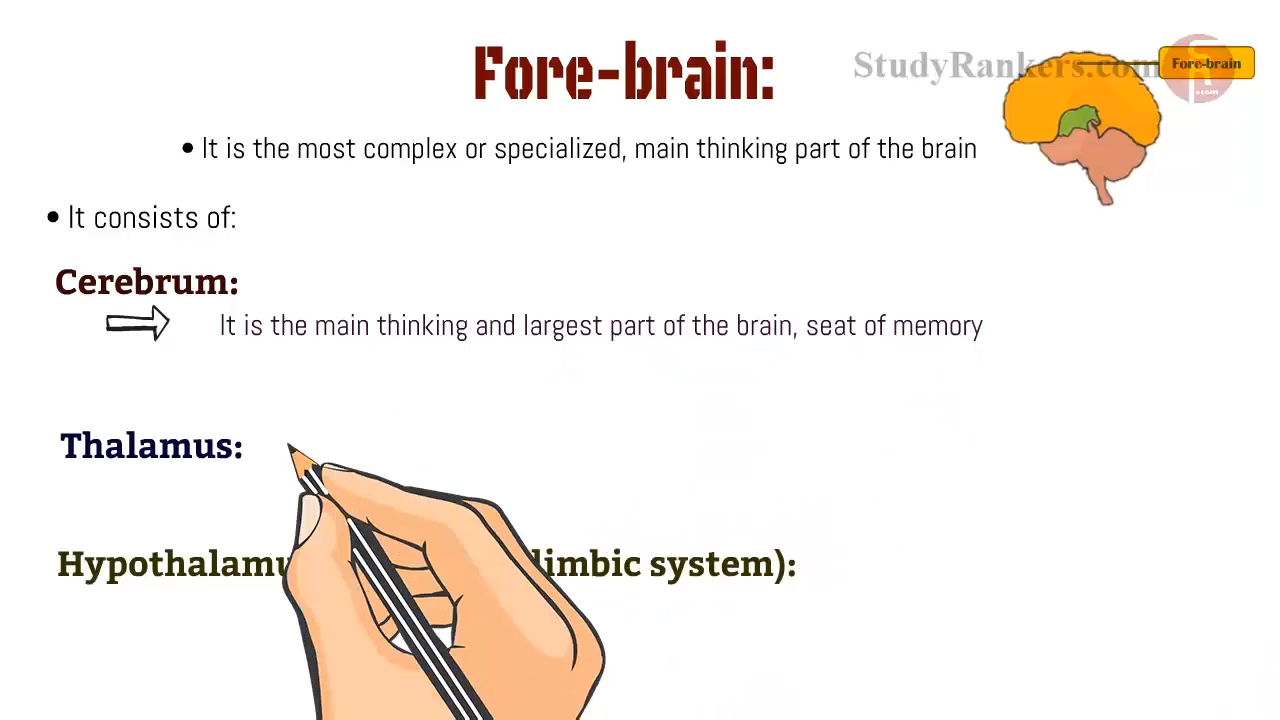 Fore-brain:
StudyRankers.com
Fore-brain
• It is the most complex or specialized, main thinking part of the brain
• It consists of:
Cerebrum:
It is the main thinking and largest part of the brain, seat of memory
Thalamus:
limbic system):